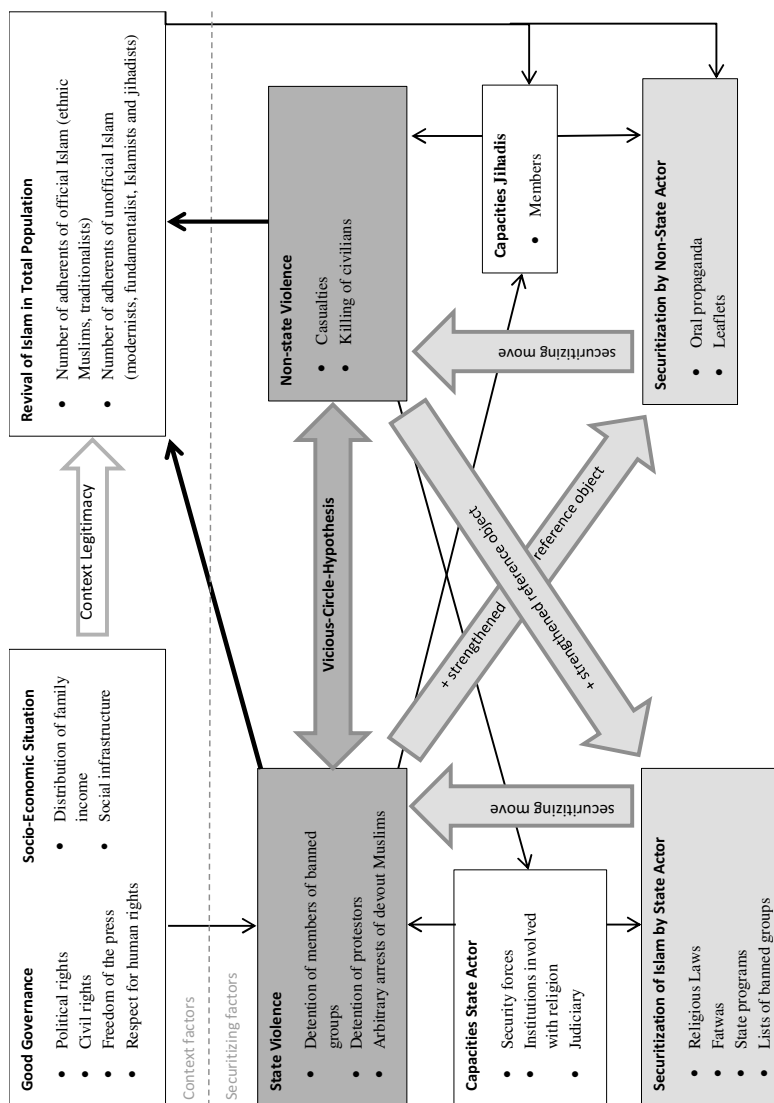 Good Governance
Political rights
Civil rights
Freedom of the press
Respect for human rights
Socio-Economic Situation
Distribution of family
income
Social infrastructure
Context Legitimacy
Revival of Islam in Total Population
Number of adherents of official Islam (ethnic
Muslims, traditionalists)
Number of adherents of unofficial Islam
(modernists, fundamentalist, Islamists and jihadists)
Context factors
Securitizing factors
State Violence
Detention of members of banned
groups
Detention of protestors
Arbitrary arrests of devout Muslims
Vicious-Circle-Hypothesis
Non-state Violence
Casualties
Killing of civilians
Capacities State Actor
Security forces
Institutions involved
with religion
Judiciary
securitizing move
+ strengthened reference object
+ strengthened reference object
securitizing move
Capacities Jihadis
Members
Securitization of Islam by State Actor
Religious Laws
Fatwas
State programs
Lists of banned groups
Securitization by Non-State Actor
Oral propaganda
Leaflets